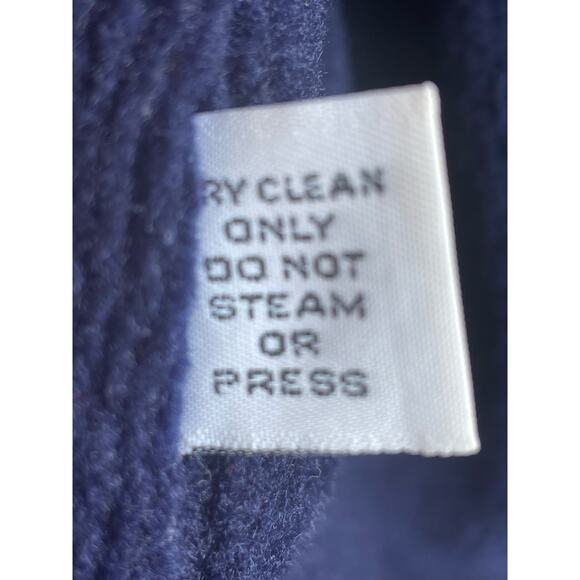 RY CLEAN
ONLY
DO NOT
STEAM
OR
PRESS